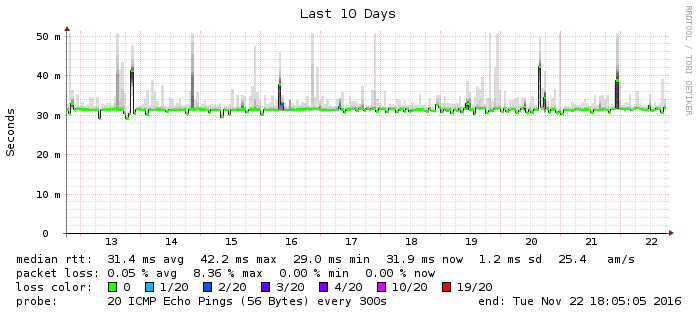 Last 10 Days
RRDTOOL / TOBI OETIKER
Seconds
50 m
40 m
30 m
20 m
10 m
0
13 14 15 16 17 18 19 20 21 22
median rtt: 31.4 ms avg 42.2 ms max 29.0 ms min 31.9 ms now 1.2 ms sd 25.4 am/s
packet loss: 0.05 % avg 8.36 % max 0.00 % min 0.00 % now
loss color: 0 1/20 2/20 3/20 4/20 10/20 19/20
probe: 20 ICMP Echo Pings (56 Bytes) every 300s end: Tue Nov 22 18:05:05 2016